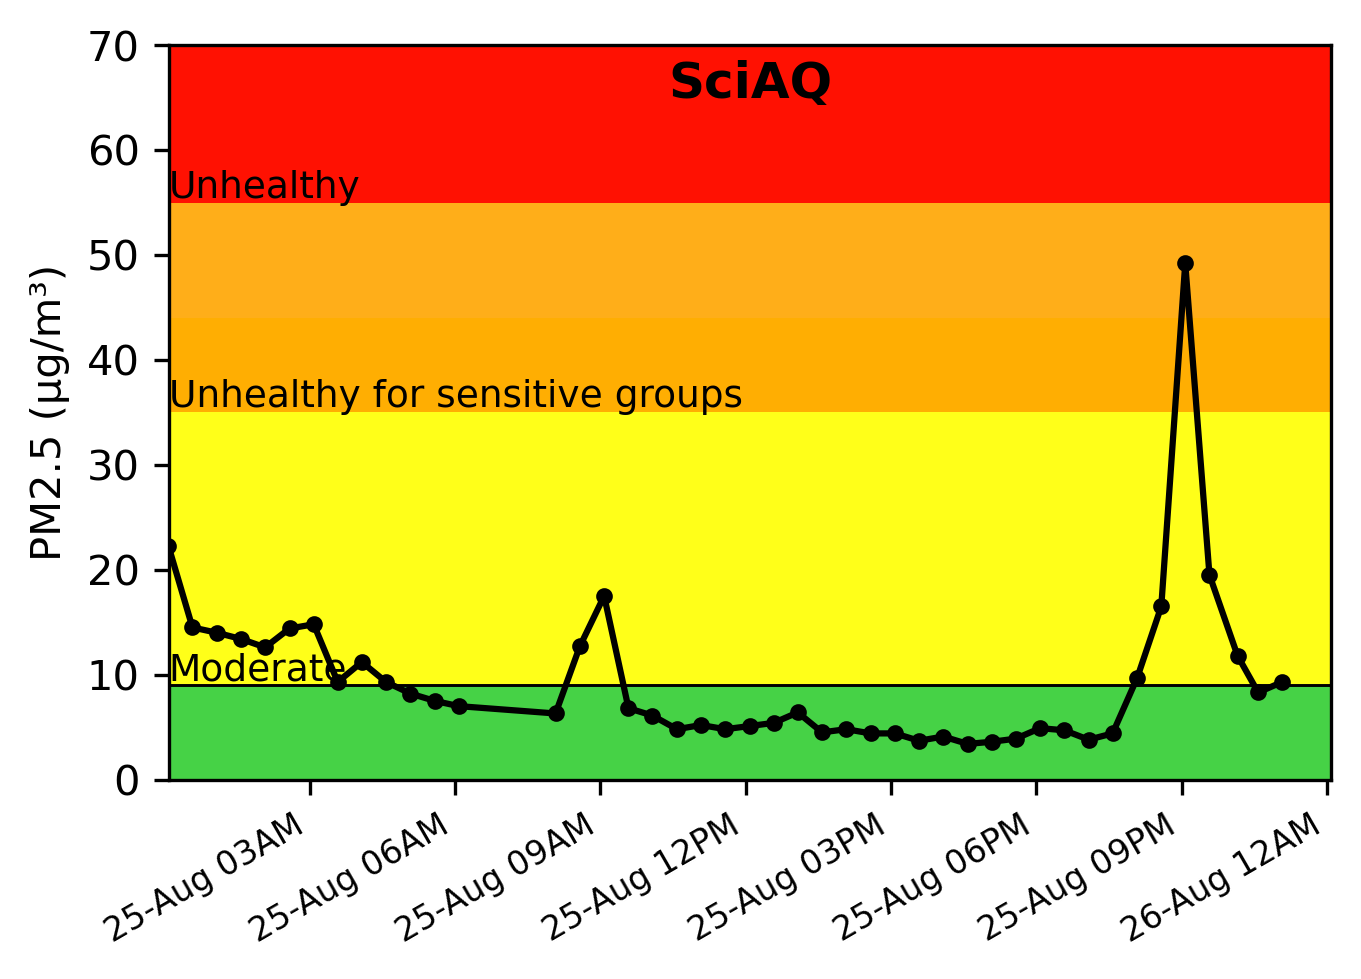 SciAQ
70
60
Unhealthy
50
40
Unhealthy for sensitive groups
30
20
Moderate
10
0
PM2.5 (µg/m³)
25-Aug 03AM
25-Aug 06AM
25-Aug 09AM
25-Aug 12PM
25-Aug 03PM
25-Aug 06PM
25-Aug 09PM
26-Aug 12AM